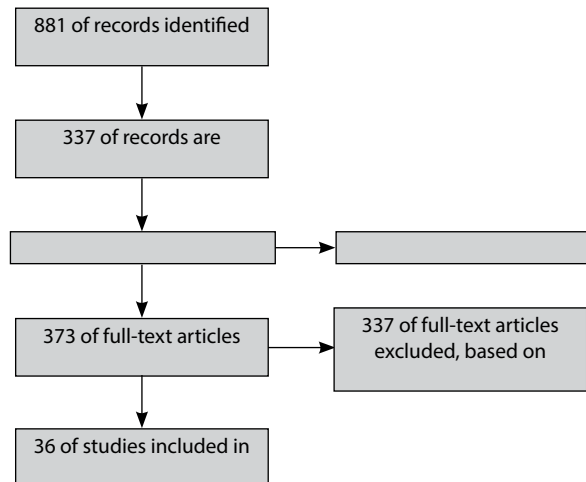 881 of records identified
337 of records are
373 of full-text articles
337 of full-text articles
excluded, based on
36 of studies included in